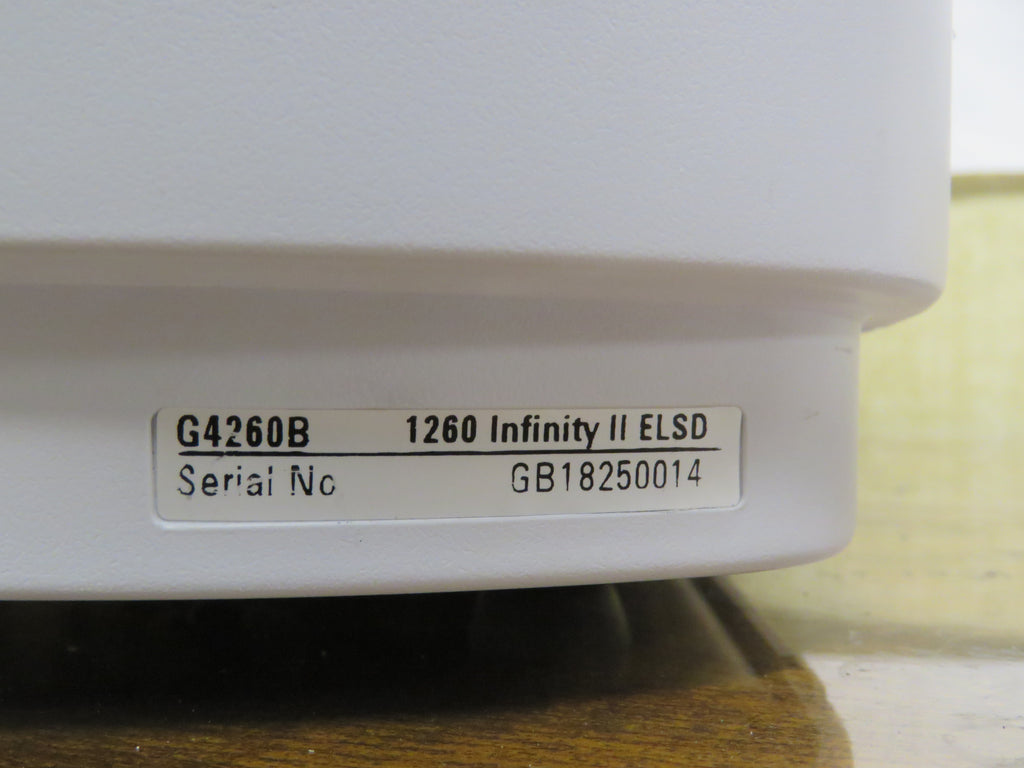 G4260B 1260 Infinity II ELSD
Serial No GB18250014